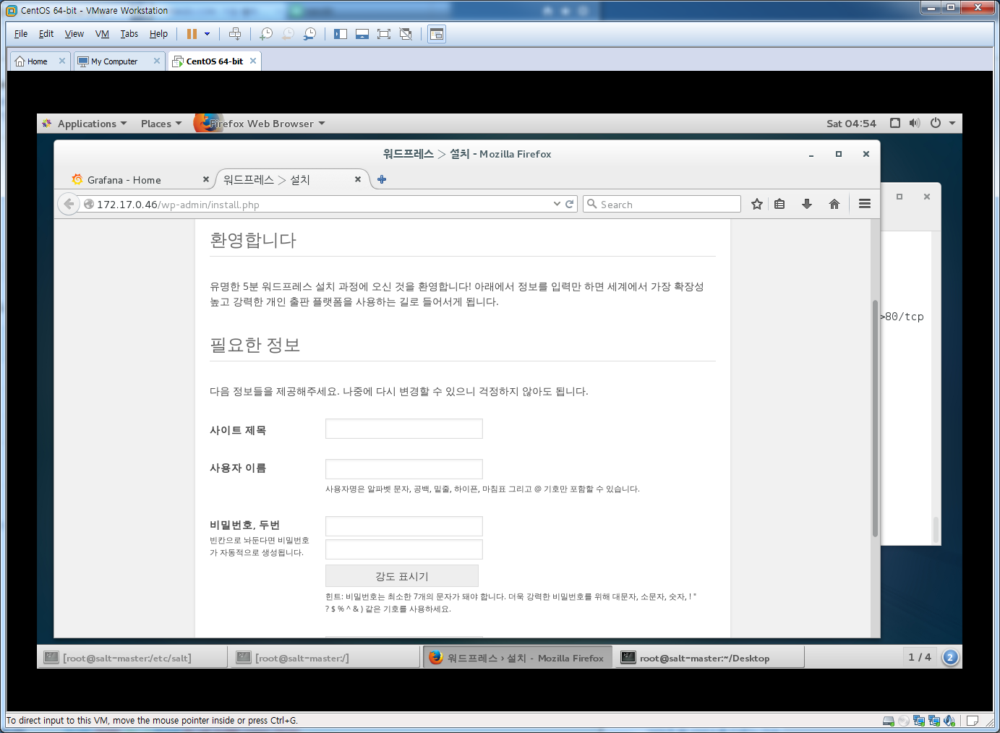 CentOS 64-bit - VMware Workstation
File Edit View VM Tabs Help
Home My Computer CentOS 64-bit
Applications Places Firefox Web Browser Sat 04:54
워드프레스 > 설치 - Mozilla Firefox
Grafana - Home 워드프레스 > 설치
172.17.0.46/wp-admin/install.php Search
환영합니다
유명한 5분 워드프레스 설치 과정에 오신 것을 환영합니다! 아래에서 정보를 입력만 하면 세계에서 가장 확장성
높고 강력한 개인 출판 플랫폼을 사용하는 길로 들어서게 됩니다.
>80/tcp
필요한 정보
다음 정보들을 제공해주세요. 나중에 다시 변경할 수 있으니 걱정하지 않아도 됩니다.
사이트 제목
사용자 이름
사용자명은 알파벳 문자, 공백, 밑줄, 하이픈, 마침표 그리고 @ 기호만 포함할 수 있습니다.
비밀번호, 두번
빈칸으로 놔둔다면 비밀번호
가 자동적으로 생성됩니다.
강도 표시기
힌트: 비밀번호는 최소한 7개의 문자가 돼야 합니다. 더욱 강력한 비밀번호를 위해 대문자, 소문자, 숫자, ! "
? $ % ^ & ) 같은 기호를 사용하세요.
[root@salt-master:/etc/salt] [root@salt-master:/] 워드프레스 › 설치 - Mozilla Firefox root@salt-master:~/Desktop 1 / 4 2
To direct input to this VM, move the mouse pointer inside or press Ctrl+G.